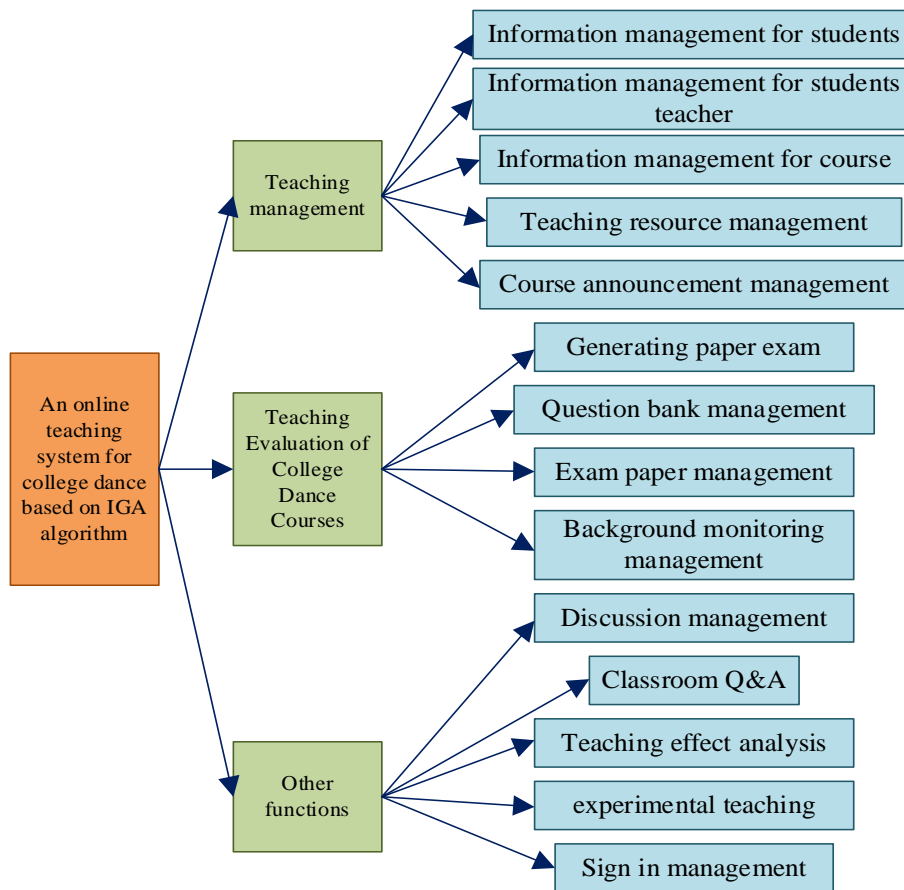 An online
teaching
system for
college dance
based on IGA
algorithm
Teaching
management
Information management for students
Information management for students
teacher
Information management for course
Teaching resource management
Course announcement management
Teaching
Evaluation of
College
Dance
Courses
Generating paper exam
Question bank management
Exam paper management
Background monitoring
management
Other
functions
Discussion management
Classroom Q&A
Teaching effect analysis
experimental teaching
Sign in management